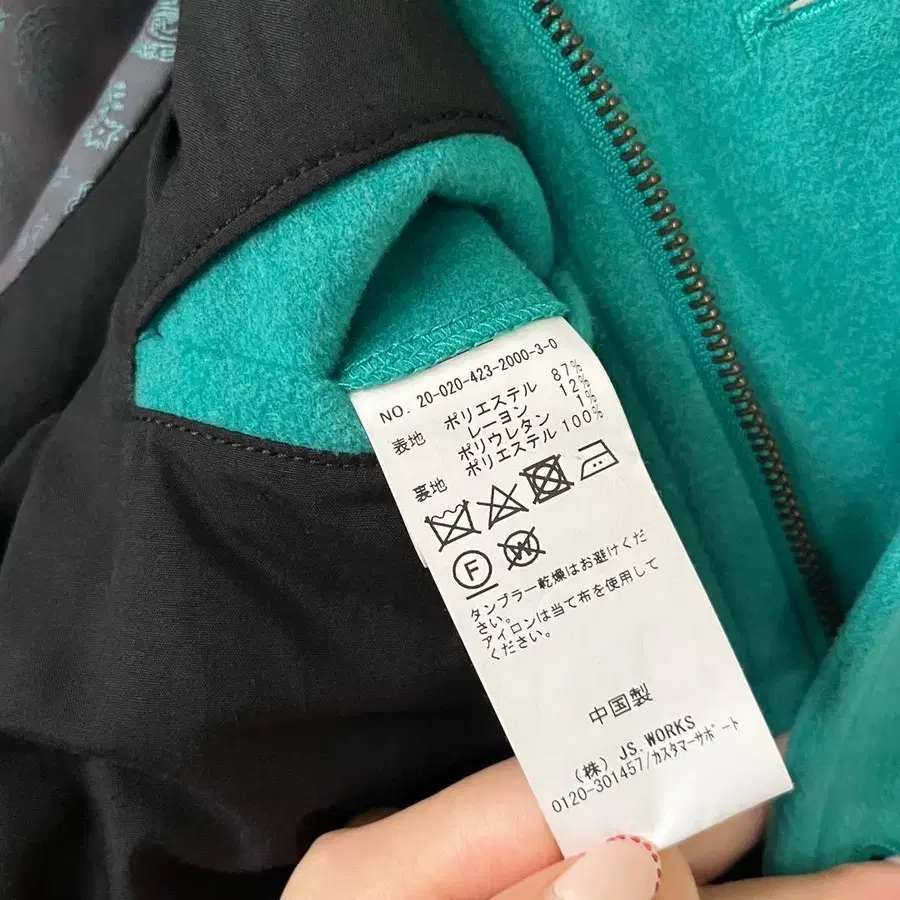 NO. 20-020-423-2000-3-0
表地 ポリエステル 87%
レーヨン 12%
ポリウレタン 1%
裏地 ポリエステル 100%
F W
タンブラー乾燥はお避けくだ
さい。
アイロンは当て布を使用して
ください。
中国製
(株) JS.WORKS
0120-301457/カスタマーサポート